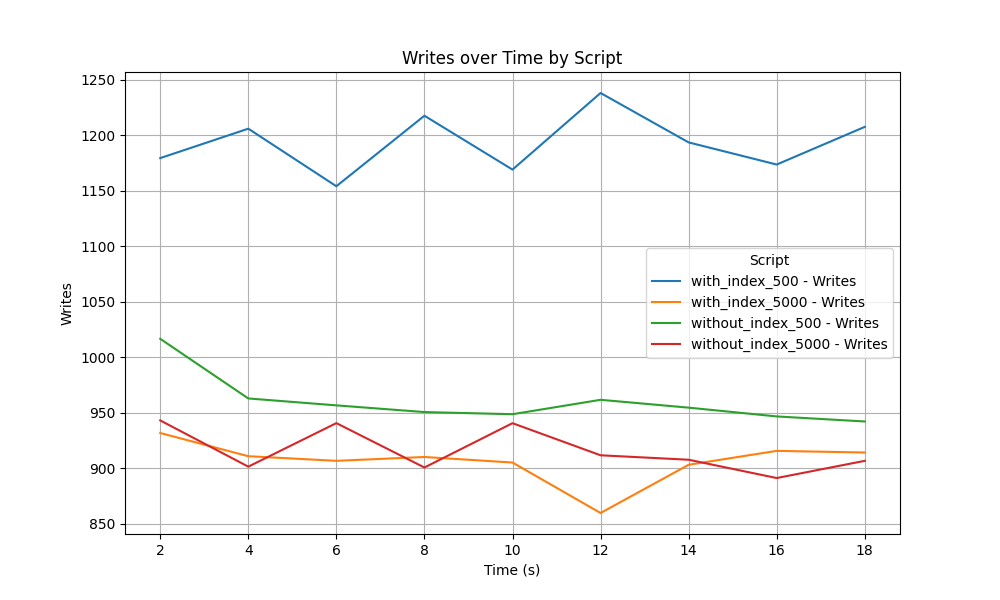 Writes over Time by Script
1250
1200
1150
1100
1050
1000
950
900
850
Writes
Script
with_index_500 - Writes
with_index_5000 - Writes
without_index_500 - Writes
without_index_5000 - Writes
2 4 6 8 10 12 14 16 18
Time (s)